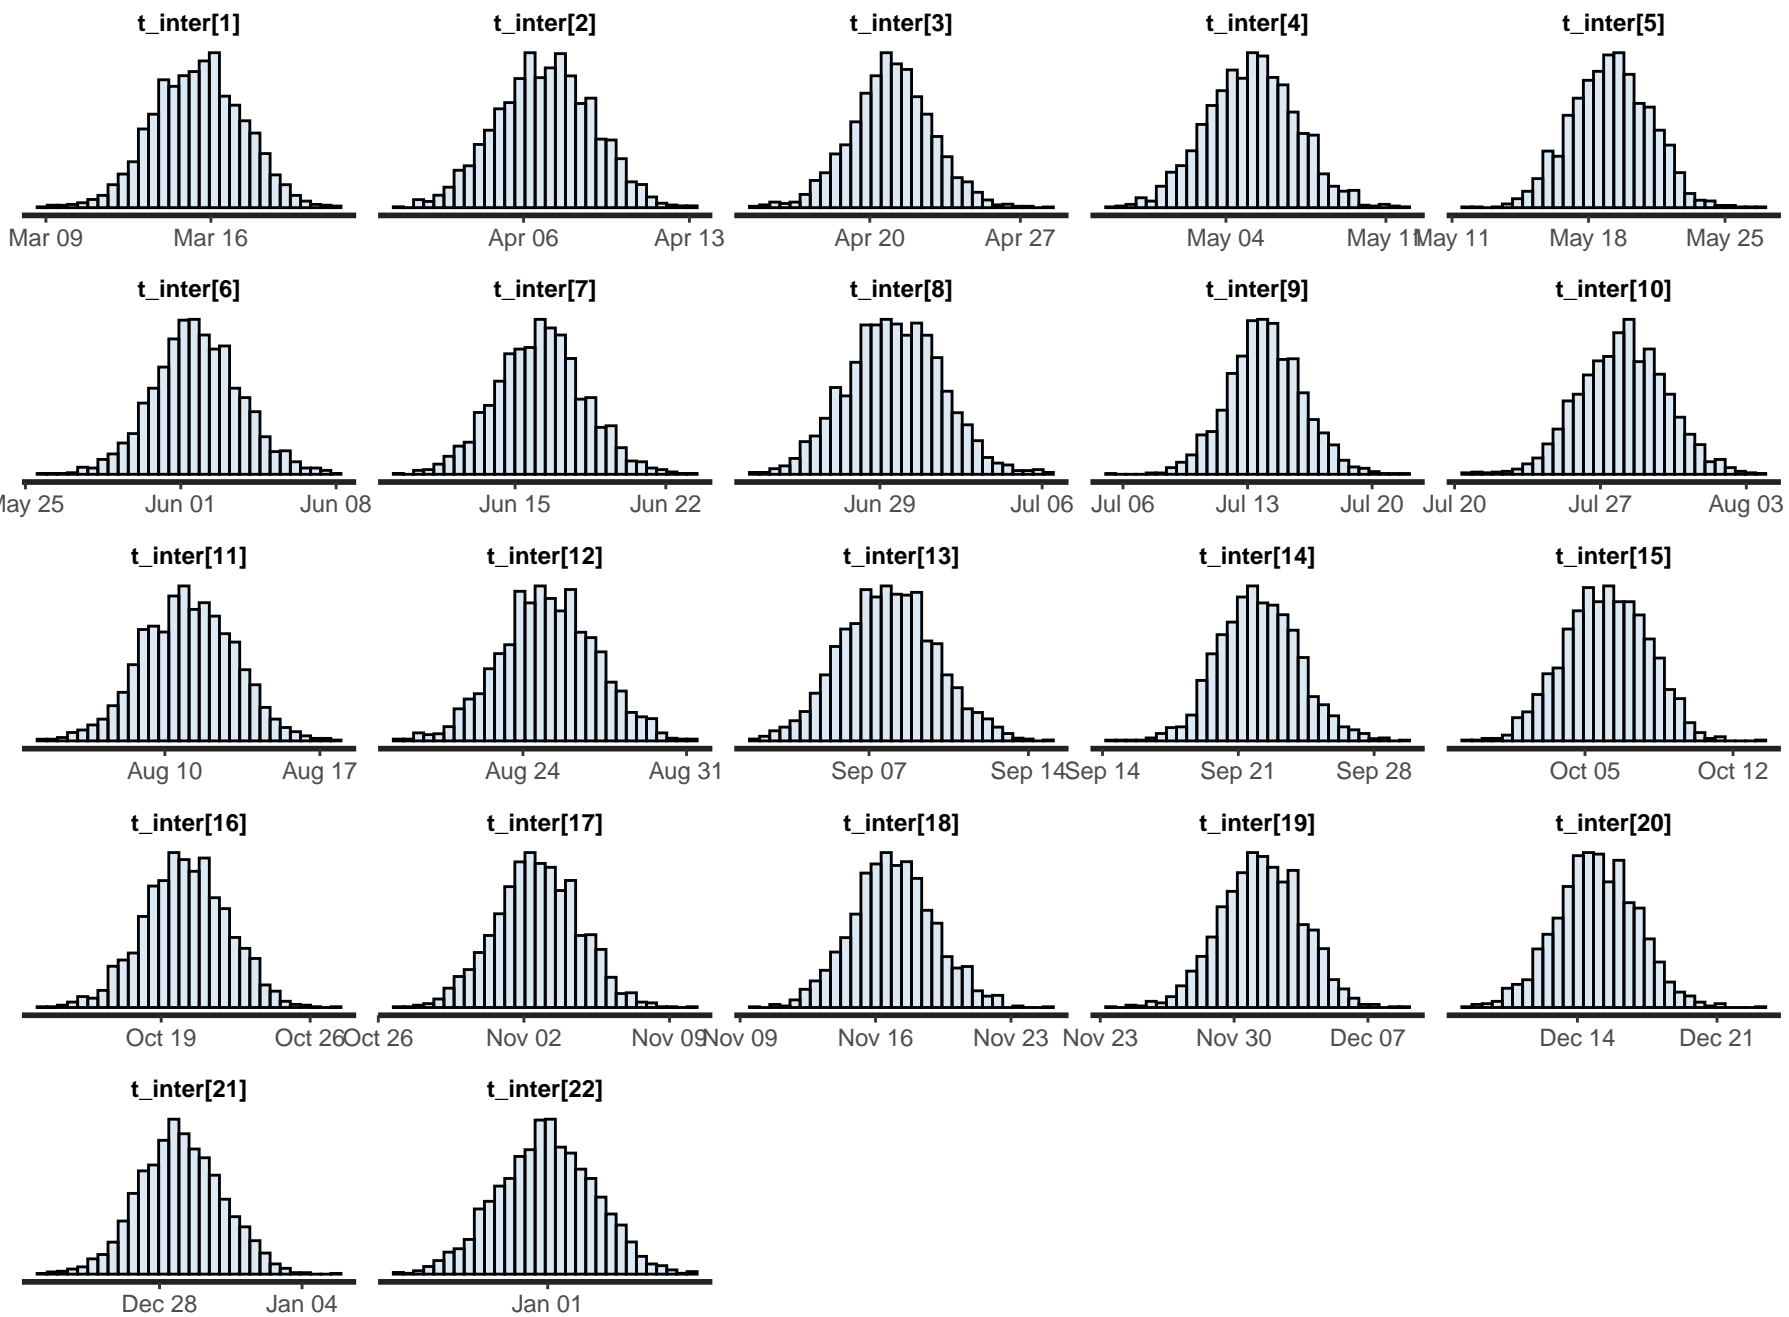 t_inter[1] t_inter[2] t_inter[3] t_inter[4] t_inter[5]
Mar 09 Mar 16 Apr 06 Apr 13 Apr 20 Apr 27 May 04 May 11 May 11 May 18 May 25
t_inter[6] t_inter[7] t_inter[8] t_inter[9] t_inter[10]
May 25 Jun 01 Jun 08 Jun 15 Jun 22 Jun 29 Jul 06 Jul 06 Jul 13 Jul 20 Jul 20 Jul 27 Aug 03
t_inter[11] t_inter[12] t_inter[13] t_inter[14] t_inter[15]
Aug 10 Aug 17 Aug 24 Aug 31 Sep 07 Sep 14 Sep 14 Sep 21 Sep 28 Oct 05 Oct 12
t_inter[16] t_inter[17] t_inter[18] t_inter[19] t_inter[20]
Oct 19 Oct 26 Oct 26 Nov 02 Nov 09 Nov 09 Nov 16 Nov 23 Nov 23 Nov 30 Dec 07 Dec 14 Dec 21
t_inter[21] t_inter[22]
Dec 28 Jan 04 Jan 01